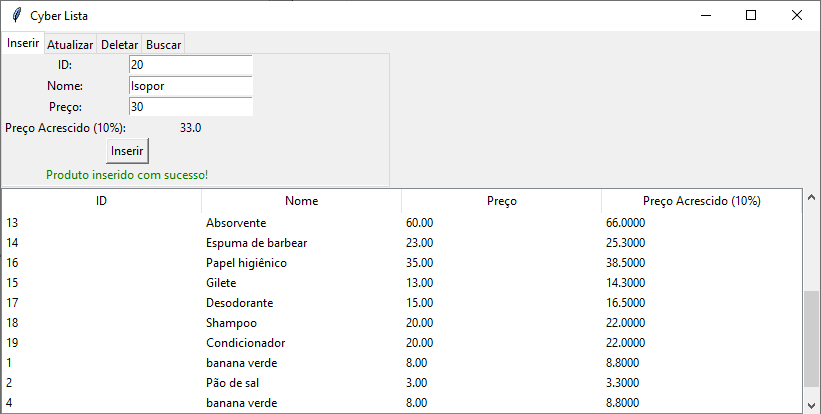 Cyber Lista
Inserir Atualizar Deletar Buscar
ID: 20
Nome: Isopor
Preço: 30
Preço Acrescido (10%): 33.0
Inserir
Produto inserido com sucesso!
ID Nome Preço Preço Acrescido (10%)
13 Absorvente 60.00 66.0000
14 Espuma de barbear 23.00 25.3000
16 Papel higiênico 35.00 38.5000
15 Gilete 13.00 14.3000
17 Desodorante 15.00 16.5000
18 Shampoo 20.00 22.0000
19 Condicionador 20.00 22.0000
1 banana verde 8.00 8.8000
2 Pão de sal 3.00 3.3000
4 banana verde 8.00 8.8000